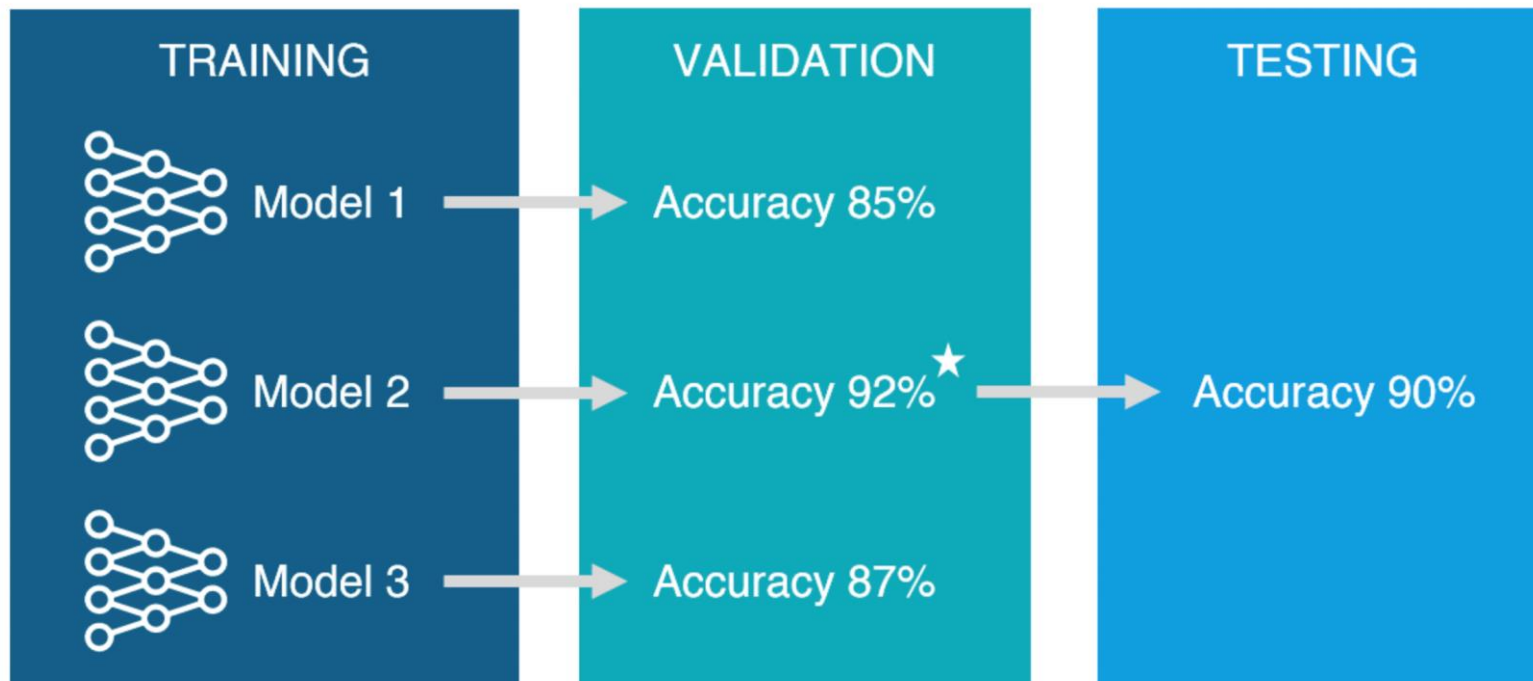 TRAINING
VALIDATION
TESTING
Model 1
Accuracy 85%
Model 2
Accuracy 92%
Accuracy 90%
Model 3
Accuracy 87%